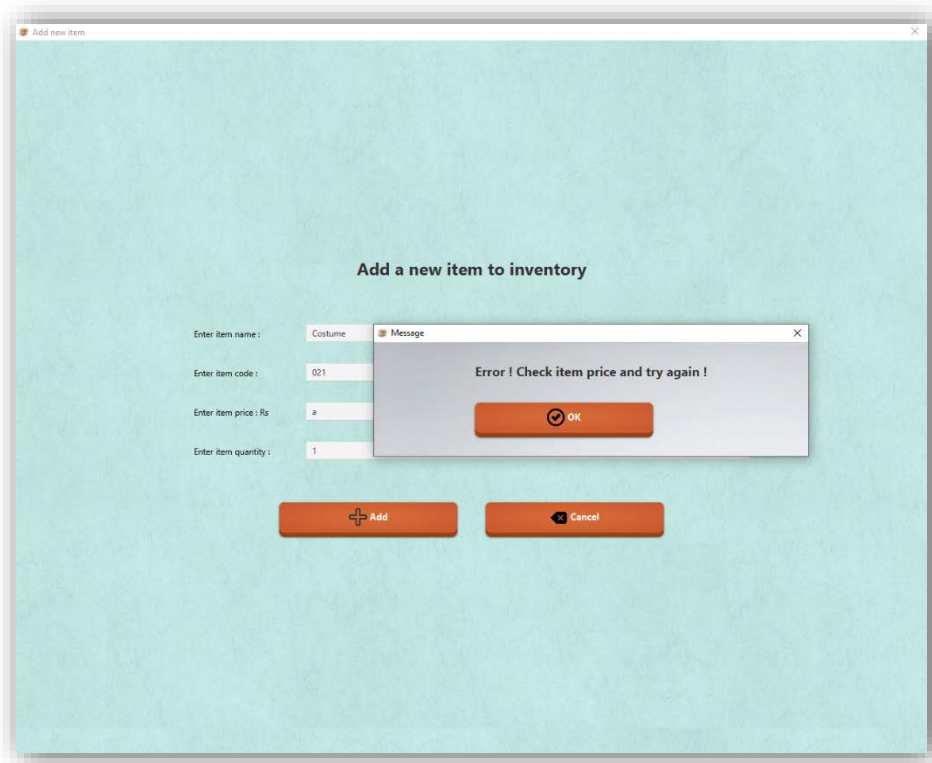 Add new item
Add a new item to inventory
Enter item name : Costume
Message
Error ! Check item price and try again !
OK
Enter item code : 021
Enter item price : Rs a
Enter item quantity : 1
Add
Cancel